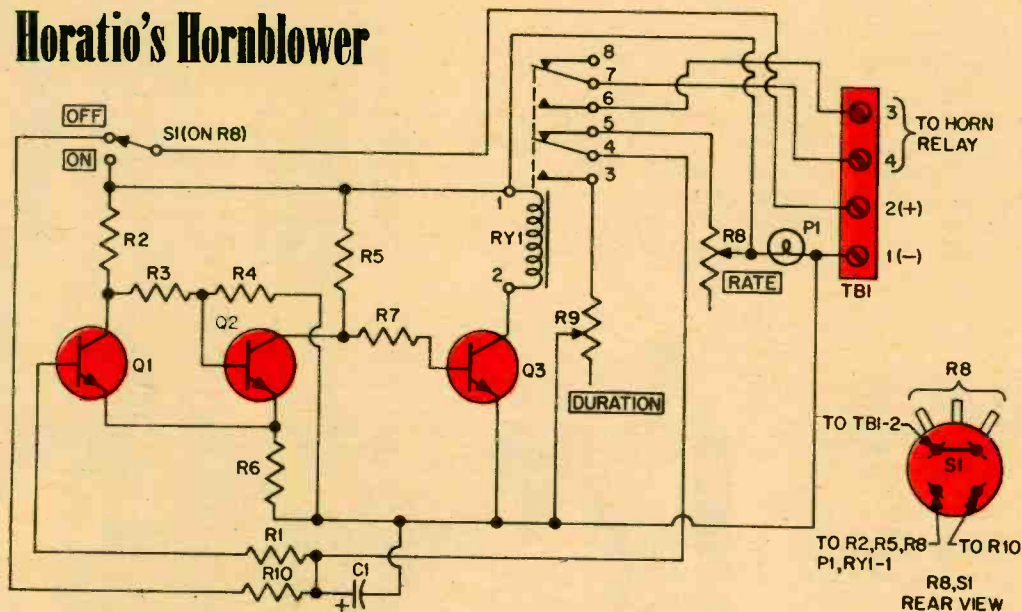 Horatio's Hornblower
OFF
S1(ON R8)
ON
8
7
6
5
4
3
3
4
TO HORN
RELAY
2(+)
1(−)
TB1
1
RY1
2
R2
R3
R4
R5
R7
R8
P1
RATE
R9
DURATION
Q1
Q2
Q3
R6
R1
R10
+
C1
R8
TO TB1-2
S1
TO R2,R5,R8
P1,RY1-1
TO R10
R8,S1
REAR VIEW